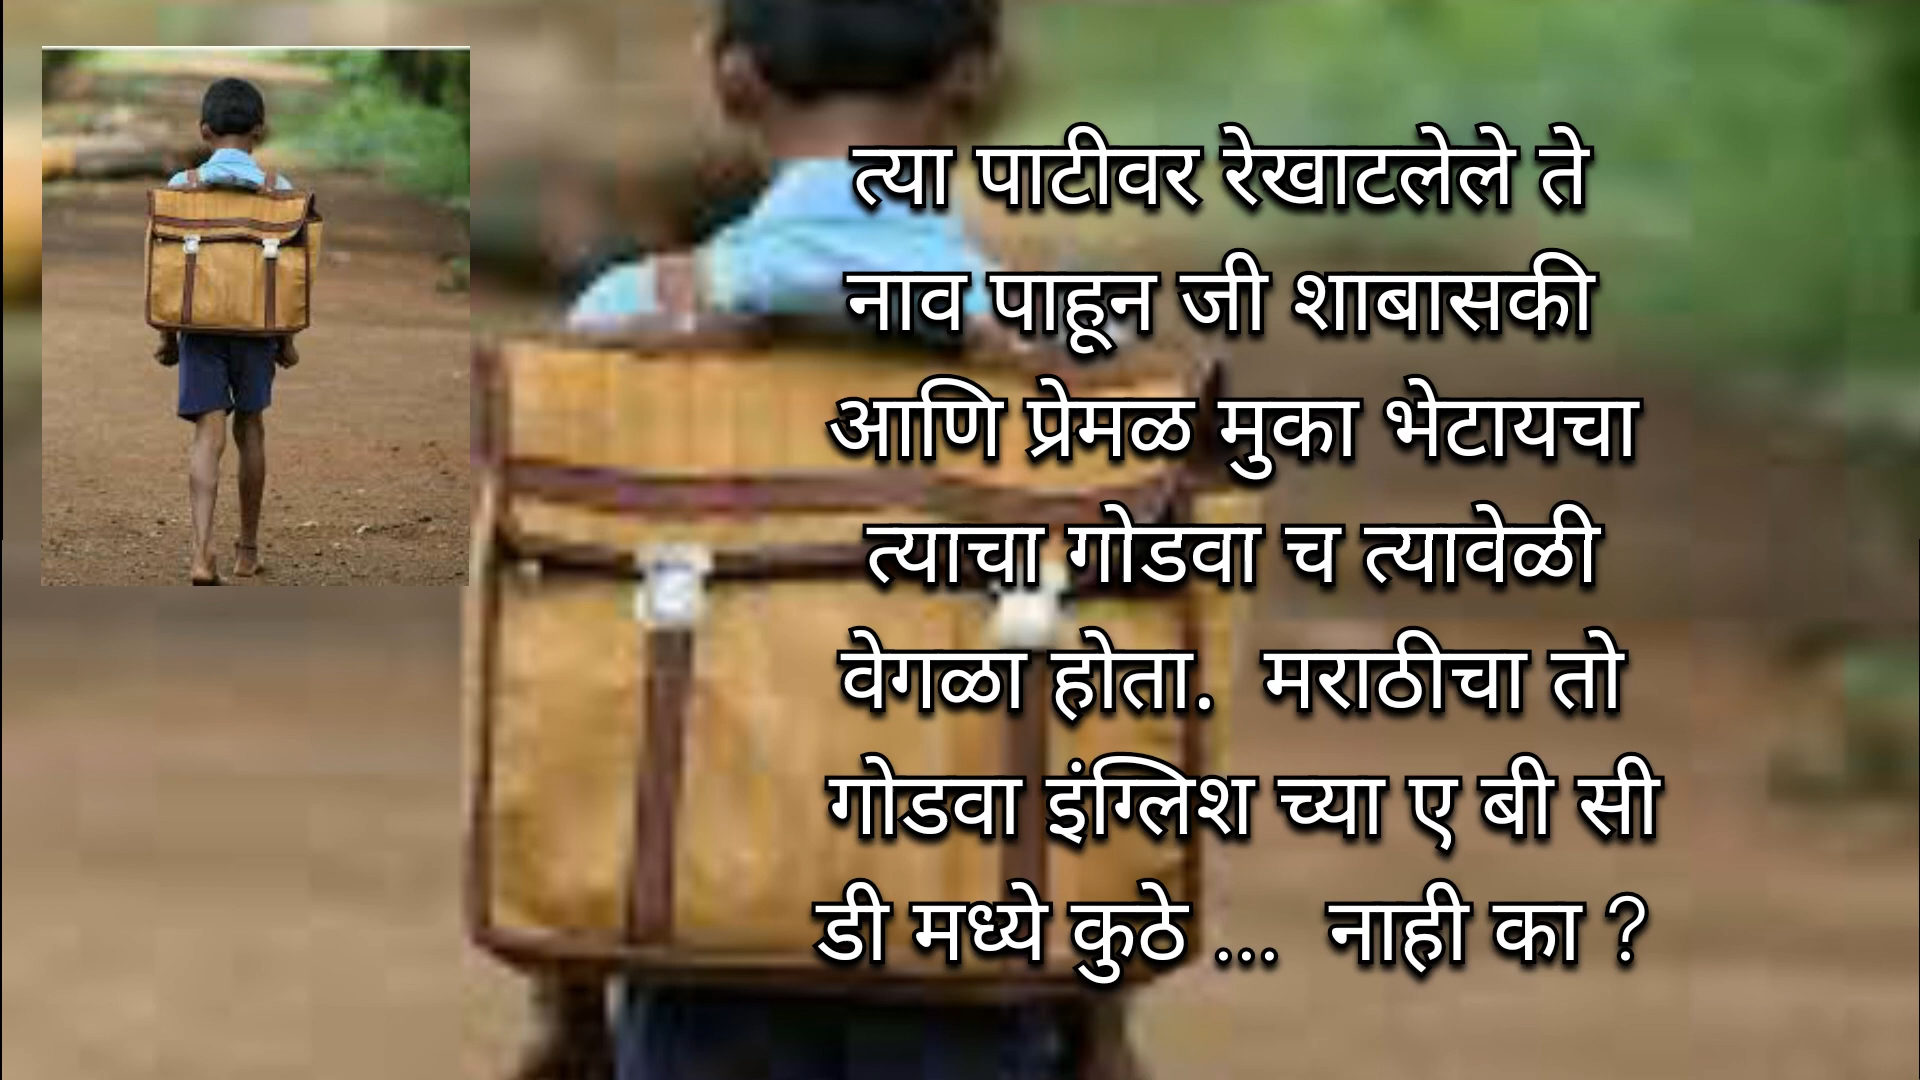 त्या पाटीवर रेखाटलेले ते
नाव पाहून जी शाबासकी
आणि प्रेमळ मुका भेटायचा
त्याचा गोडवा च त्यावेळी
वेगळा होता. मराठीचा तो
गोडवा इंग्लिश च्या ए बी सी
डी मध्ये कुठे ... नाही का ?